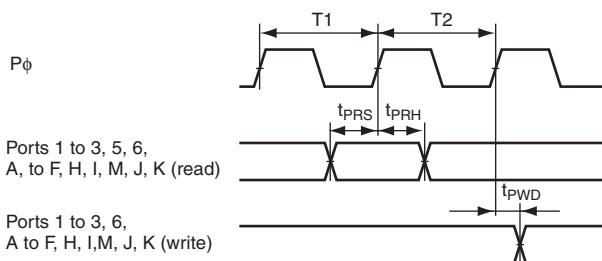 T1 T2
Pϕ
tPRS tPRH
Ports 1 to 3, 5, 6,
A, to F, H, I, M, J, K (read)
tPWD
Ports 1 to 3, 6,
A to F, H, I,M, J, K (write)